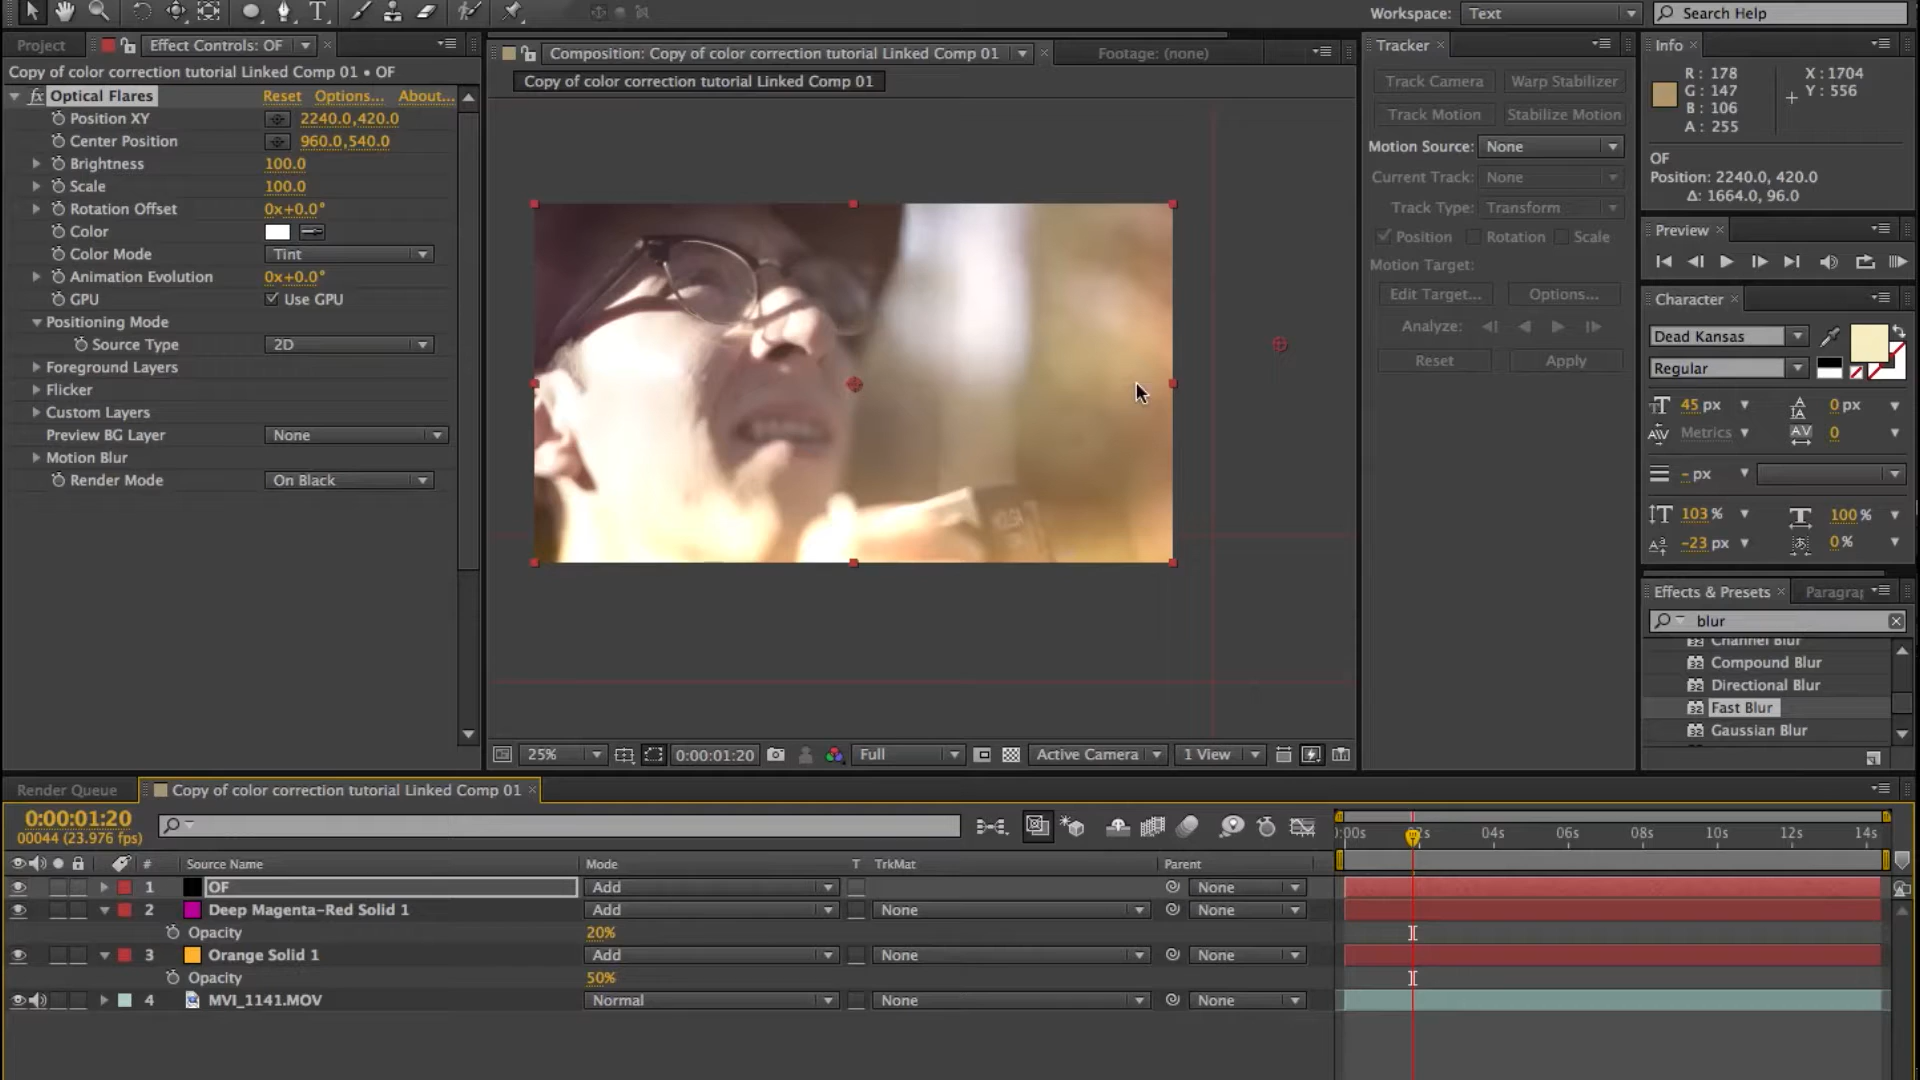 Workspace: Text Search Help
Project Effect Controls: OF
Composition: Copy of color correction tutorial Linked Comp 01 Footage: (none)
Tracker
Info
Copy of color correction tutorial Linked Comp 01 • OF
Copy of color correction tutorial Linked Comp 01
fx Optical Flares Reset Options... About...
Position XY 2240.0,420.0
Center Position 960.0,540.0
Brightness 100.0
Scale 100.0
Rotation Offset 0x+0.0°
Color
Color Mode Tint
Animation Evolution 0x+0.0°
GPU Use GPU
Positioning Mode
Source Type 2D
Foreground Layers
Flicker
Custom Layers
Preview BG Layer None
Motion Blur
Render Mode On Black
25% 0:00:01:20 Full Active Camera 1 View
Track Camera Warp Stabilizer
Track Motion Stabilize Motion
Motion Source: None
Current Track: None
Track Type: Transform
Position Rotation Scale
Motion Target:
Edit Target... Options...
Analyze:
Reset Apply
R: 178 X: 1704
G: 147 Y: 556
B: 106
A: 255
OF
Position: 2240.0, 420.0
Δ: 1664.0, 96.0
Preview
Character
Dead Kansas
Regular
45 px 0 px
Metrics 0
- px
103 % 100 %
-23 px 0 %
Effects & Presets Paragrap
blur
Channel Blur
Compound Blur
Directional Blur
Fast Blur
Gaussian Blur
Render Queue Copy of color correction tutorial Linked Comp 01
0:00:01:20
00044 (23.976 fps)
:00s 02s 04s 06s 08s 10s 12s 14s
# Source Name Mode T TrkMat Parent
1 OF Add None
2 Deep Magenta-Red Solid 1 Add None None
Opacity 20%
3 Orange Solid 1 Add None None
Opacity 50%
4 MVI_1141.MOV Normal None None